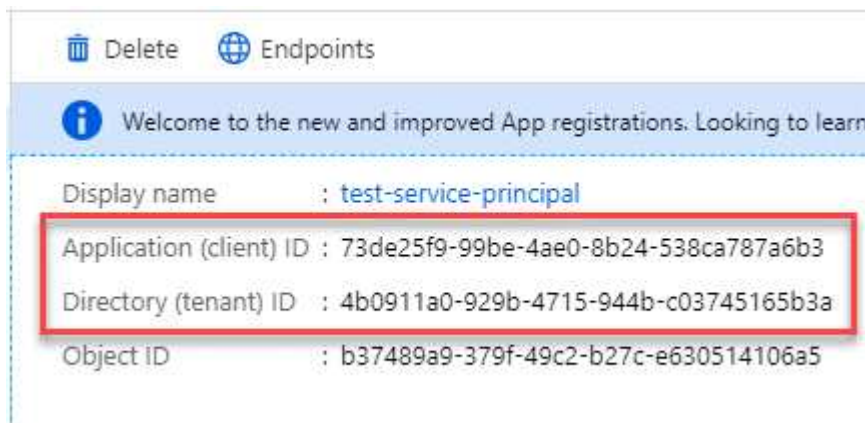 Delete Endpoints
Welcome to the new and improved App registrations. Looking to learn
Display name : test-service-principal
Application (client) ID : 73de25f9-99be-4ae0-8b24-538ca787a6b3
Directory (tenant) ID : 4b0911a0-929b-4715-944b-c03745165b3a
Object ID : b37489a9-379f-49c2-b27c-e630514106a5